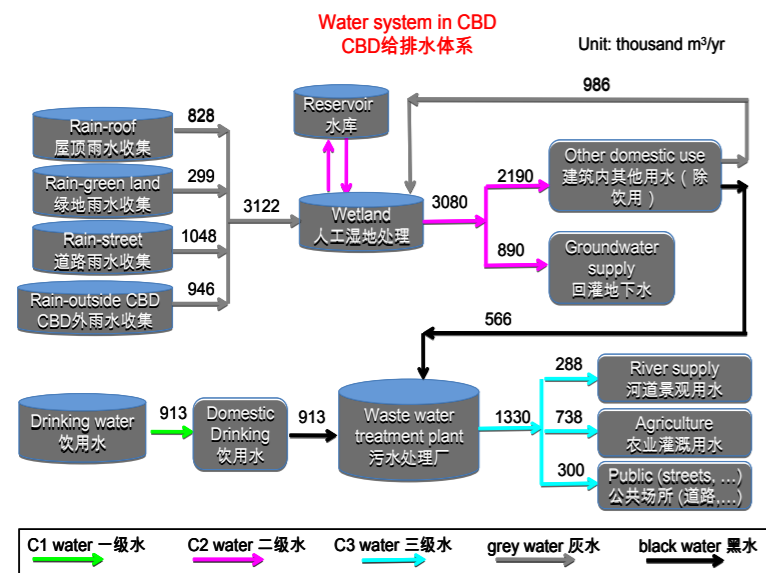 Water system in CBD
CBD给排水体系
Unit: thousand m³/yr
986
Reservoir
水库
Rain-roof
屋顶雨水收集
828
Rain-green land
绿地雨水收集
299
Rain-street
道路雨水收集
1048
Rain-outside CBD
CBD外雨水收集
946
3122
Wetland
人工湿地处理
3080
2190
Other domestic use
建筑内其他用水（除
饮用）
890
Groundwater
supply
回灌地下水
566
Drinking water
饮用水
913
Domestic
Drinking
饮用水
913
Waste water
treatment plant
污水处理厂
1330
288
River supply
河道景观用水
738
Agriculture
农业灌溉用水
300
Public (streets, ...)
公共场所 (道路,...)
C1 water 一级水
C2 water 二级水
C3 water 三级水
grey water 灰水
black water 黑水